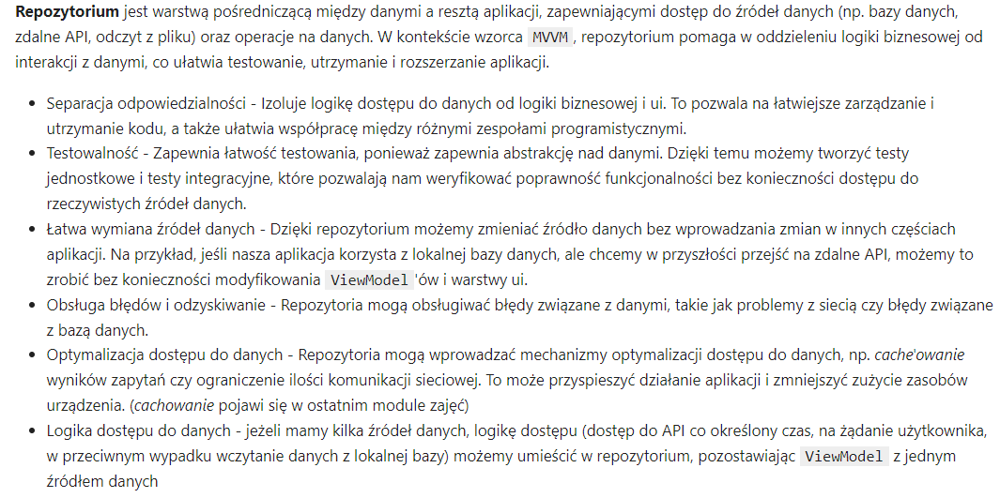 Repozytorium jest warstwą pośredniczącą między danymi a resztą aplikacji, zapewniającymi dostęp do źródeł danych (np. bazy danych,
zdalne API, odczyt z pliku) oraz operacje na danych. W kontekście wzorca MVVM , repozytorium pomaga w oddzieleniu logiki biznesowej od
interakcji z danymi, co ułatwia testowanie, utrzymanie i rozszerzanie aplikacji.
• Separacja odpowiedzialności - Izoluje logikę dostępu do danych od logiki biznesowej i ui. To pozwala na łatwiejsze zarządzanie i
utrzymanie kodu, a także ułatwia współpracę między różnymi zespołami programistycznymi.
• Testowalność - Zapewnia łatwość testowania, ponieważ zapewnia abstrakcję nad danymi. Dzięki temu możemy tworzyć testy
jednostkowe i testy integracyjne, które pozwalają nam weryfikować poprawność funkcjonalności bez konieczności dostępu do
rzeczywistych źródeł danych.
• Łatwa wymiana źródeł danych - Dzięki repozytorium możemy zmieniać źródło danych bez wprowadzania zmian w innych częściach
aplikacji. Na przykład, jeśli nasza aplikacja korzysta z lokalnej bazy danych, ale chcemy w przyszłości przejść na zdalne API, możemy to
zrobić bez konieczności modyfikowania ViewModel 'ów i warstwy ui.
• Obsługa błędów i odzyskiwanie - Repozytoria mogą obsługiwać błędy związane z danymi, takie jak problemy z siecią czy błędy związane
z bazą danych.
• Optymalizacja dostępu do danych - Repozytoria mogą wprowadzać mechanizmy optymalizacji dostępu do danych, np. cache'owanie
wyników zapytań czy ograniczenie ilości komunikacji sieciowej. To może przyspieszyć działanie aplikacji i zmniejszyć zużycie zasobów
urządzenia. (cachowanie pojawi się w ostatnim module zajęć)
• Logika dostępu do danych - jeżeli mamy kilka źródeł danych, logikę dostępu (dostęp do API co określony czas, na żądanie użytkownika,
w przeciwnym wypadku wczytanie danych z lokalnej bazy) możemy umieścić w repozytorium, pozostawiając ViewModel z jednym
źródłem danych